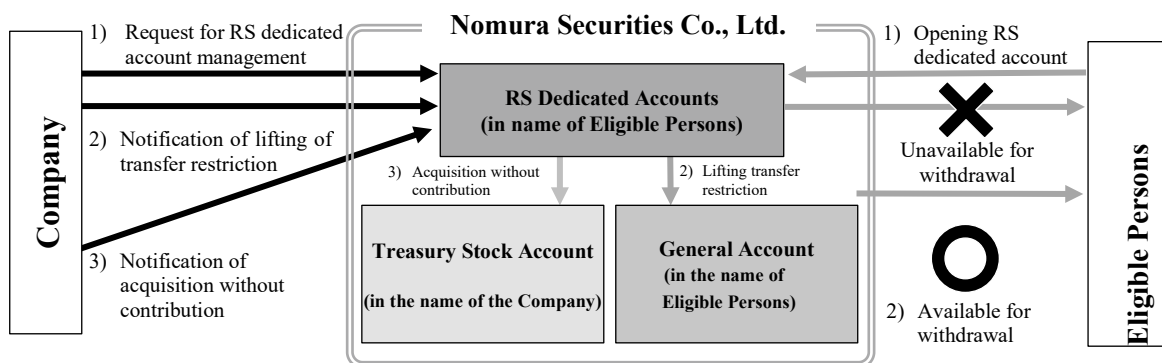 Nomura Securities Co., Ltd.
Company
1) Request for RS dedicated
account management
2) Notification of lifting of
transfer restriction
3) Notification of
acquisition without
contribution
RS Dedicated Accounts
(in name of Eligible Persons)
3) Acquisition without
contribution
2) Lifting transfer
restriction
Treasury Stock Account
(in the name of the Company)
General Account
(in the name of
Eligible Persons)
1) Opening RS
dedicated account
Unavailable for
withdrawal
2) Available for
withdrawal
Eligible Persons